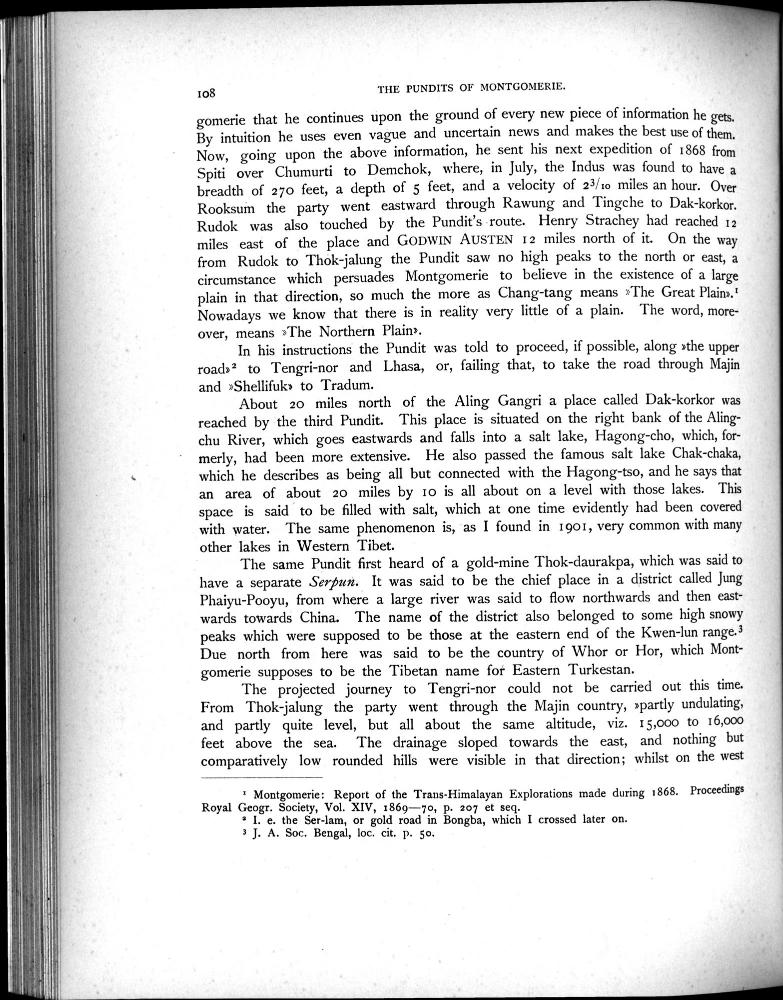 108 THE PUNDITS OF MONTGOMERIE.
gomerie that he continues upon the ground of every new piece of information he gets.
By intuition he uses even vague and uncertain news and makes the best use of them.
Now, going upon the above information, he sent his next expedition of 1868 from
Spiti over Chumurti to Demchok, where, in July, the Indus was found to have a
breadth of 270 feet, a depth of 5 feet, and a velocity of 2³/₁₀ miles an hour. Over
Rooksum the party went eastward through Rawung and Tingche to Dak-korkor.
Rudok was also touched by the Pundit's route. Henry Strachey had reached 12
miles east of the place and GODWIN AUSTEN 12 miles north of it. On the way
from Rudok to Thok-jalung the Pundit saw no high peaks to the north or east, a
circumstance which persuades Montgomerie to believe in the existence of a large
plain in that direction, so much the more as Chang-tang means »The Great Plain».¹
Nowadays we know that there is in reality very little of a plain. The word, more-
over, means »The Northern Plain».
In his instructions the Pundit was told to proceed, if possible, along »the upper
road»² to Tengri-nor and Lhasa, or, failing that, to take the road through Majin
and »Shellifuk» to Tradum.
About 20 miles north of the Aling Gangri a place called Dak-korkor was
reached by the third Pundit. This place is situated on the right bank of the Aling-
chu River, which goes eastwards and falls into a salt lake, Hagong-cho, which, for-
merly, had been more extensive. He also passed the famous salt lake Chak-chaka,
which he describes as being all but connected with the Hagong-tso, and he says that
an area of about 20 miles by 10 is all about on a level with those lakes. This
space is said to be filled with salt, which at one time evidently had been covered
with water. The same phenomenon is, as I found in 1901, very common with many
other lakes in Western Tibet.
The same Pundit first heard of a gold-mine Thok-daurakpa, which was said to
have a separate Serpun. It was said to be the chief place in a district called Jung
Phaiyu-Pooyu, from where a large river was said to flow northwards and then east-
wards towards China. The name of the district also belonged to some high snowy
peaks which were supposed to be those at the eastern end of the Kwen-lun range.³
Due north from here was said to be the country of Whor or Hor, which Mont-
gomerie supposes to be the Tibetan name for Eastern Turkestan.
The projected journey to Tengri-nor could not be carried out this time.
From Thok-jalung the party went through the Majin country, »partly undulating,
and partly quite level, but all about the same altitude, viz. 15,000 to 16,000
feet above the sea. The drainage sloped towards the east, and nothing but
comparatively low rounded hills were visible in that direction; whilst on the west
¹ Montgomerie: Report of the Trans-Himalayan Explorations made during 1868. Proceedings
Royal Geogr. Society, Vol. XIV, 1869—70, p. 207 et seq.
² I. e. the Ser-lam, or gold road in Bongba, which I crossed later on.
³ J. A. Soc. Bengal, loc. cit. p. 50.